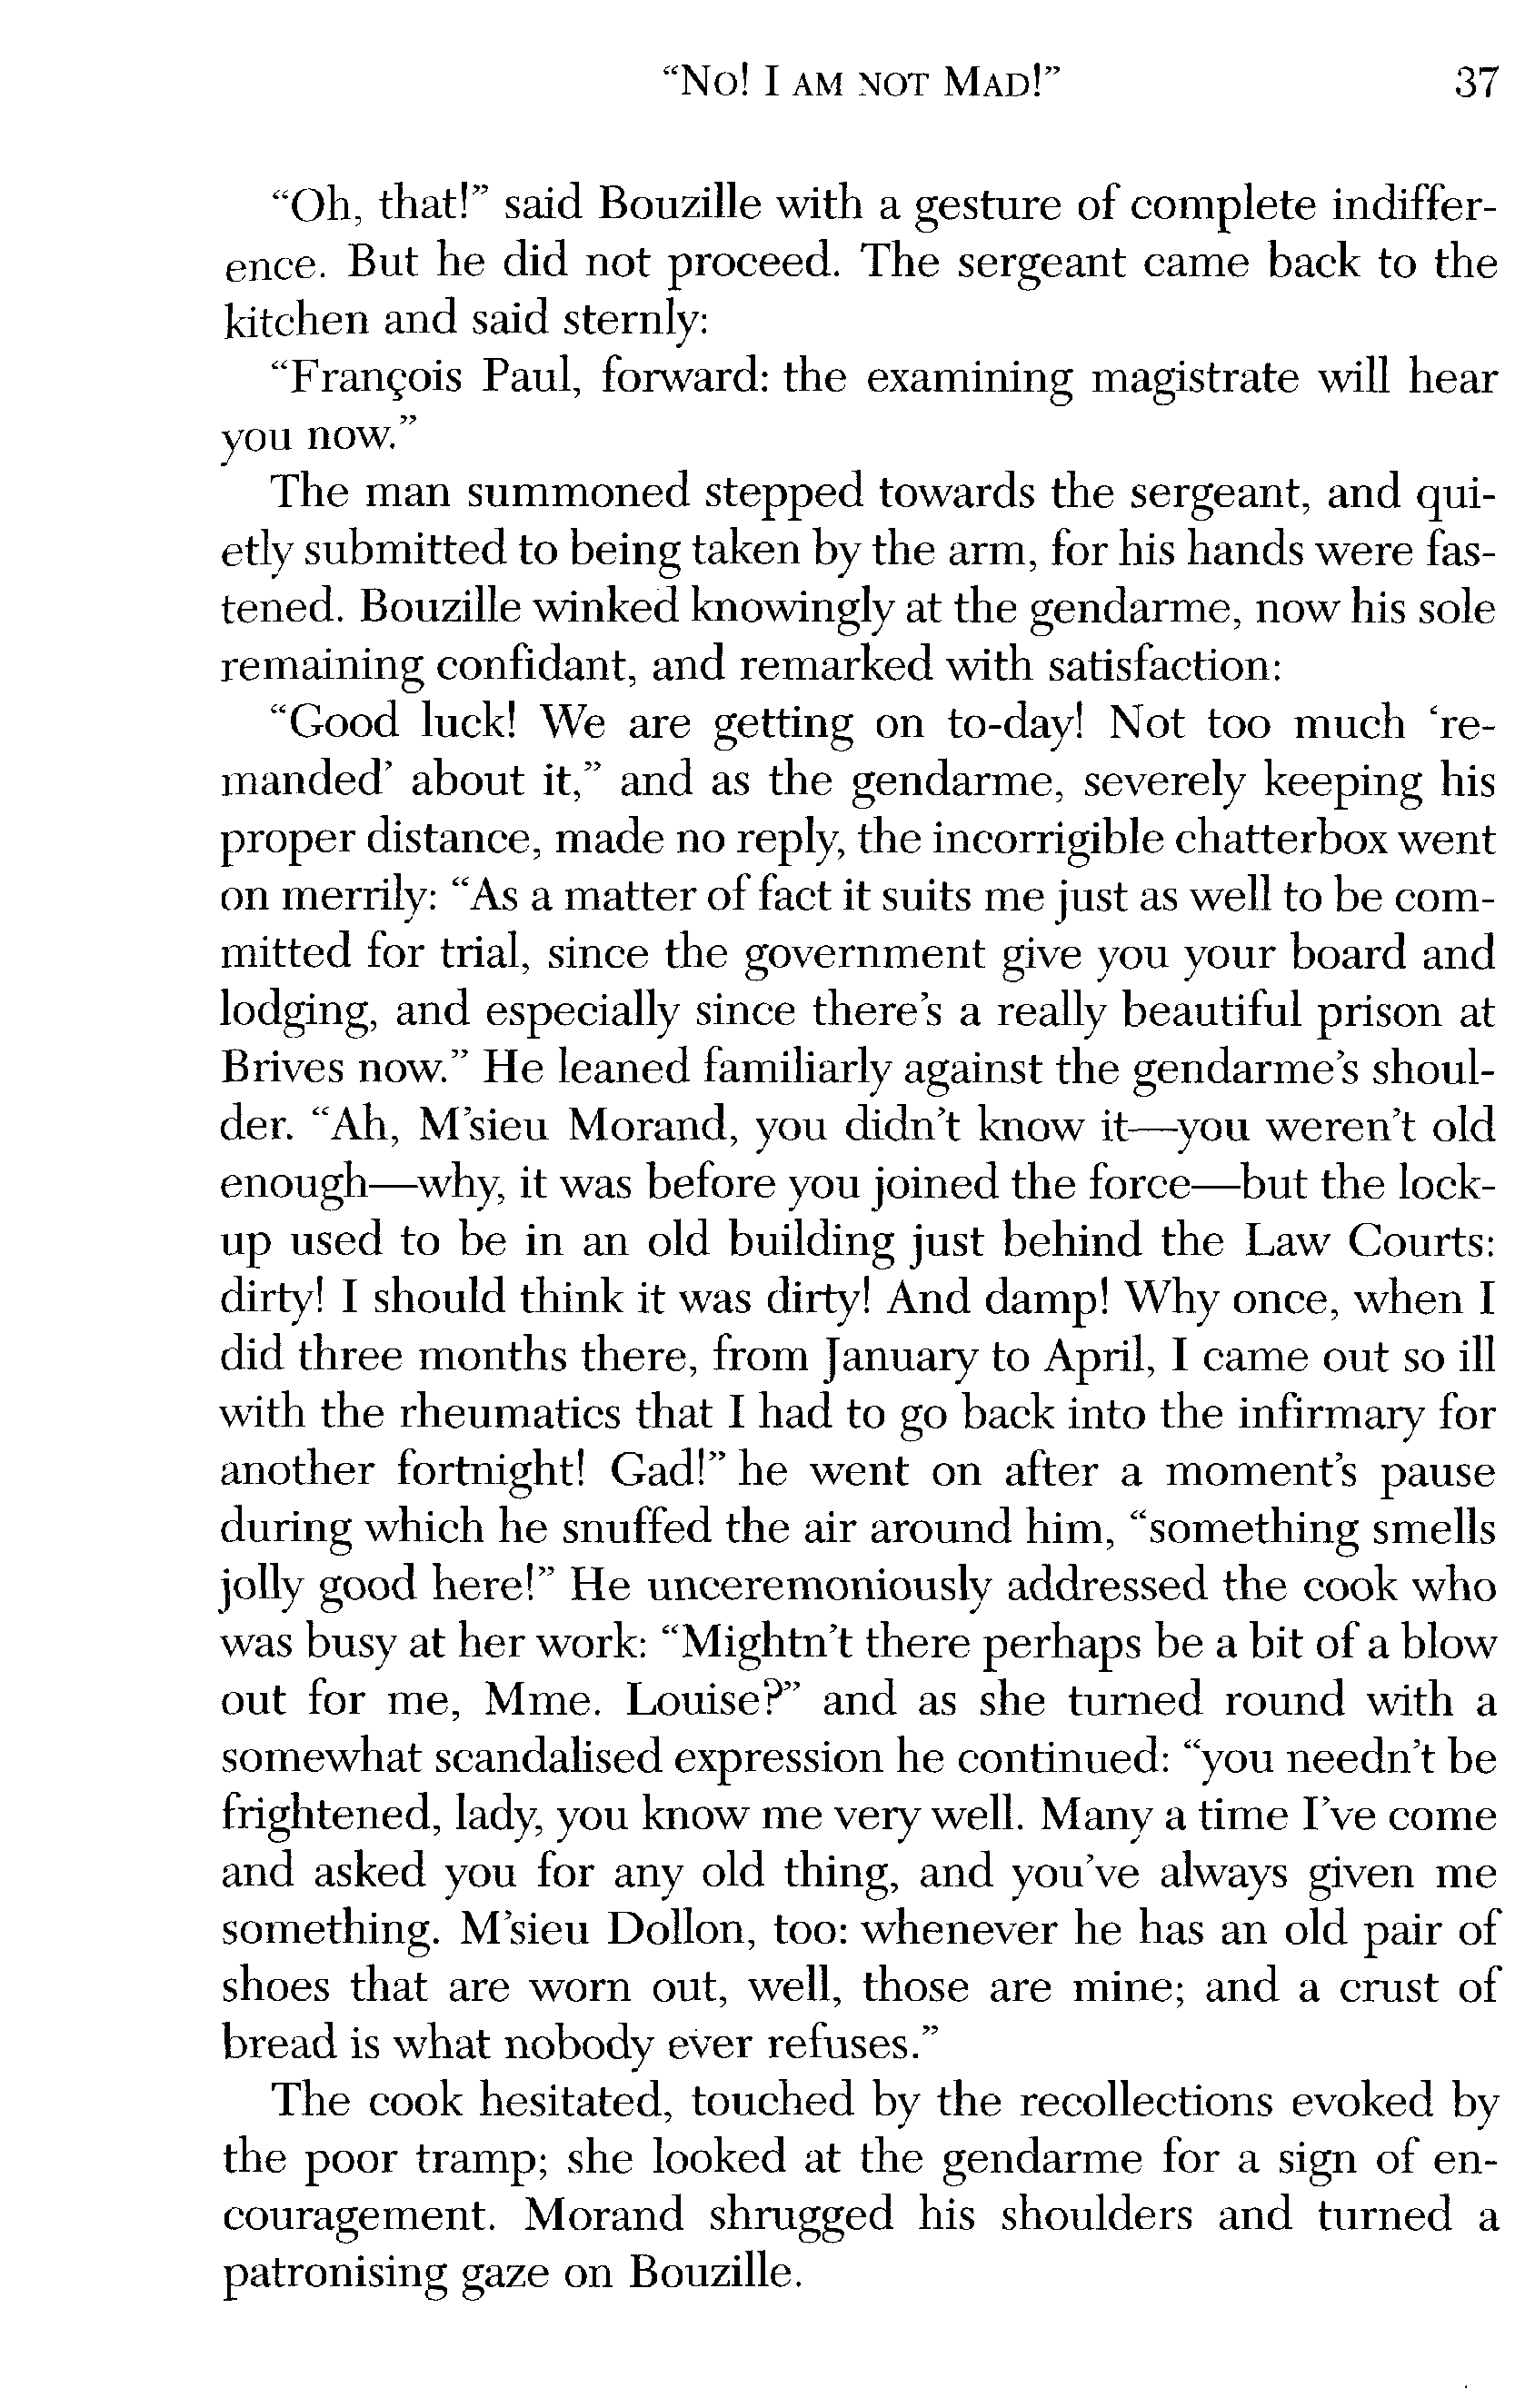 “No! I am not Mad!” 37
“Oh, that!” said Bouzille with a gesture of complete indiffer-
ence. But he did not proceed. The sergeant came back to the
kitchen and said sternly:
“François Paul, forward: the examining magistrate will hear
you now.”
The man summoned stepped towards the sergeant, and qui-
etly submitted to being taken by the arm, for his hands were fas-
tened. Bouzille winked knowingly at the gendarme, now his sole
remaining confidant, and remarked with satisfaction:
“Good luck! We are getting on to-day! Not too much ‘re-
manded’ about it,” and as the gendarme, severely keeping his
proper distance, made no reply, the incorrigible chatterbox went
on merrily: “As a matter of fact it suits me just as well to be com-
mitted for trial, since the government give you your board and
lodging, and especially since there’s a really beautiful prison at
Brives now.” He leaned familiarly against the gendarme’s shoul-
der. “Ah, M’sieu Morand, you didn’t know it—you weren’t old
enough—why, it was before you joined the force—but the lock-
up used to be in an old building just behind the Law Courts:
dirty! I should think it was dirty! And damp! Why once, when I
did three months there, from January to April, I came out so ill
with the rheumatics that I had to go back into the infirmary for
another fortnight! Gad!” he went on after a moment’s pause
during which he snuffed the air around him, “something smells
jolly good here!” He unceremoniously addressed the cook who
was busy at her work: “Mightn’t there perhaps be a bit of a blow
out for me, Mme. Louise?” and as she turned round with a
somewhat scandalised expression he continued: “you needn’t be
frightened, lady, you know me very well. Many a time I’ve come
and asked you for any old thing, and you’ve always given me
something. M’sieu Dollon, too: whenever he has an old pair of
shoes that are worn out, well, those are mine; and a crust of
bread is what nobody ever refuses.”
The cook hesitated, touched by the recollections evoked by
the poor tramp; she looked at the gendarme for a sign of en-
couragement. Morand shrugged his shoulders and turned a
patronising gaze on Bouzille.